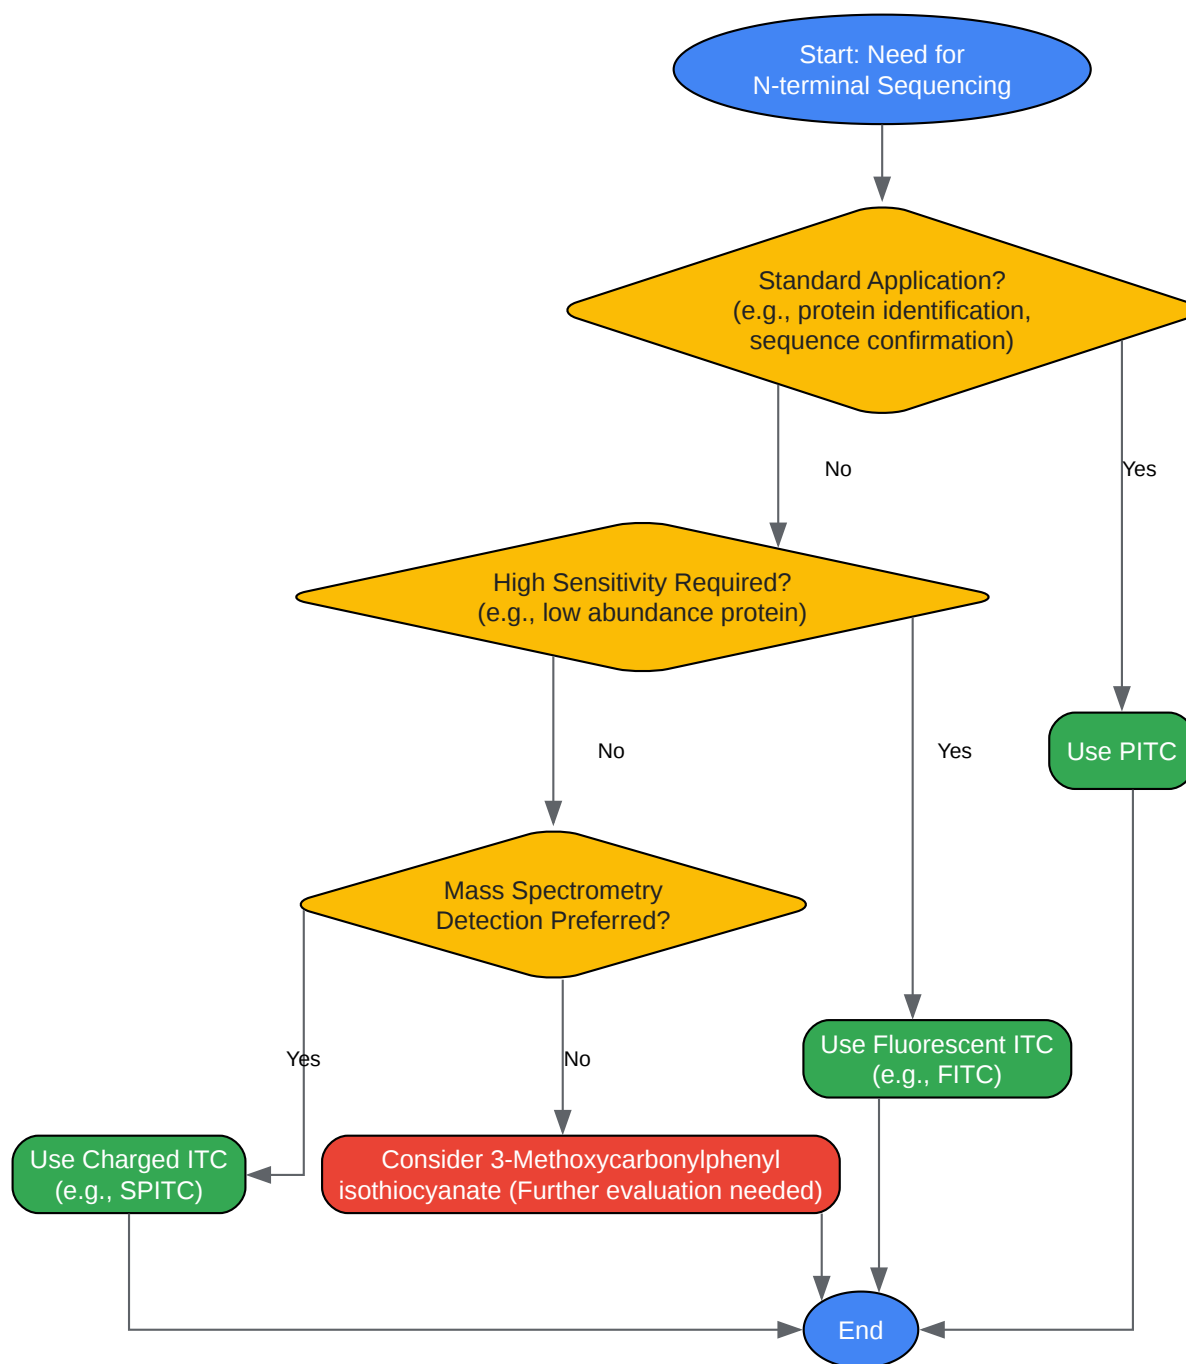 Start: Need for
N-terminal Sequencing
Standard Application?
(e.g., protein identification,
sequence confirmation)
No
Yes
High Sensitivity Required?
(e.g., low abundance protein)
No
Yes
Use PITC
Mass Spectrometry
Detection Preferred?
Yes
No
Use Fluorescent ITC
(e.g., FITC)
Use Charged ITC
(e.g., SPITC)
Consider 3-Methoxycarbonylphenyl
isothiocyanate (Further evaluation needed)
End